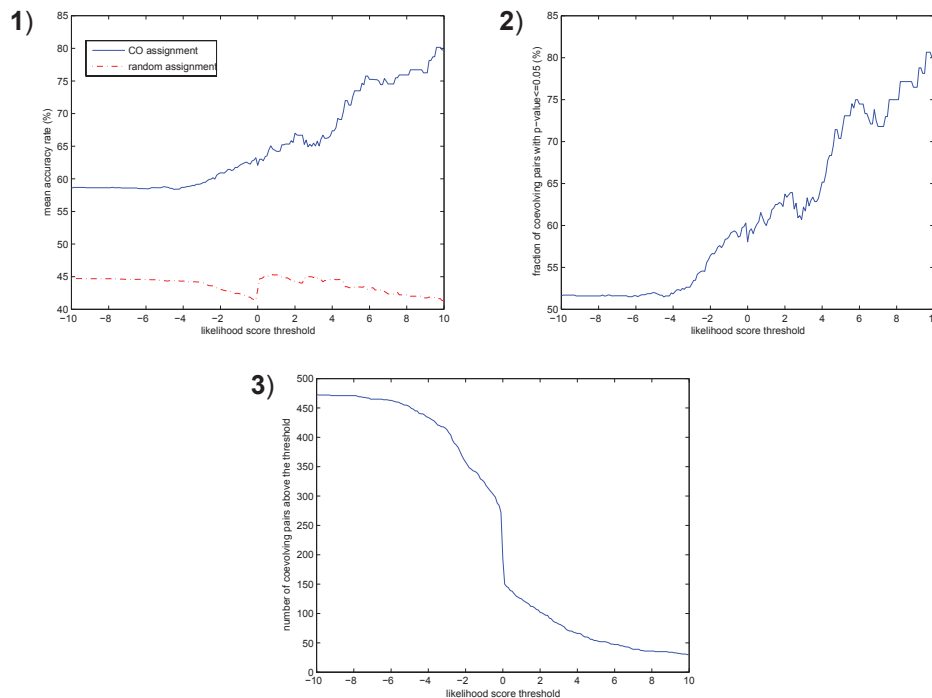 1)
85
80
75
70
65
60
55
50
45
40
mean accuracy rate (%)
CO assignment
random assignment
−10 −8 −6 −4 −2 0 2 4 6 8 10
likelihood score threshold
2)
85
80
75
70
65
60
55
50
fraction of coevolving pairs with p−value<=0.05 (%)
−10 −8 −6 −4 −2 0 2 4 6 8 10
likelihood score threshold
3)
500
450
400
350
300
250
200
150
100
50
0
number of coevolving pairs above the threshold
−10 −8 −6 −4 −2 0 2 4 6 8 10
likelihood score threshold